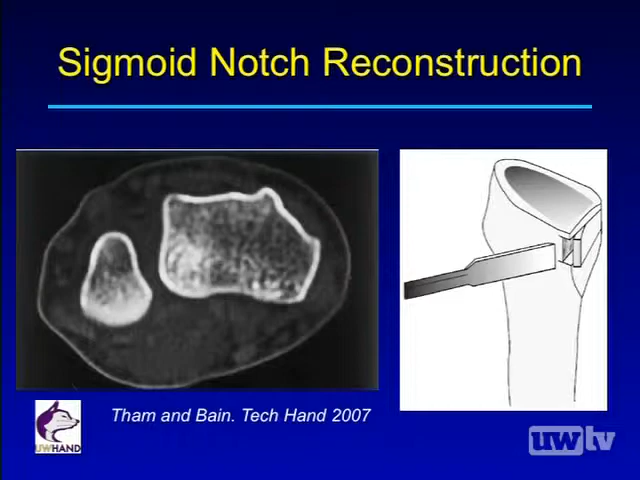 Sigmoid Notch Reconstruction
Tham and Bain. Tech Hand 2007
UWHAND
uwtv